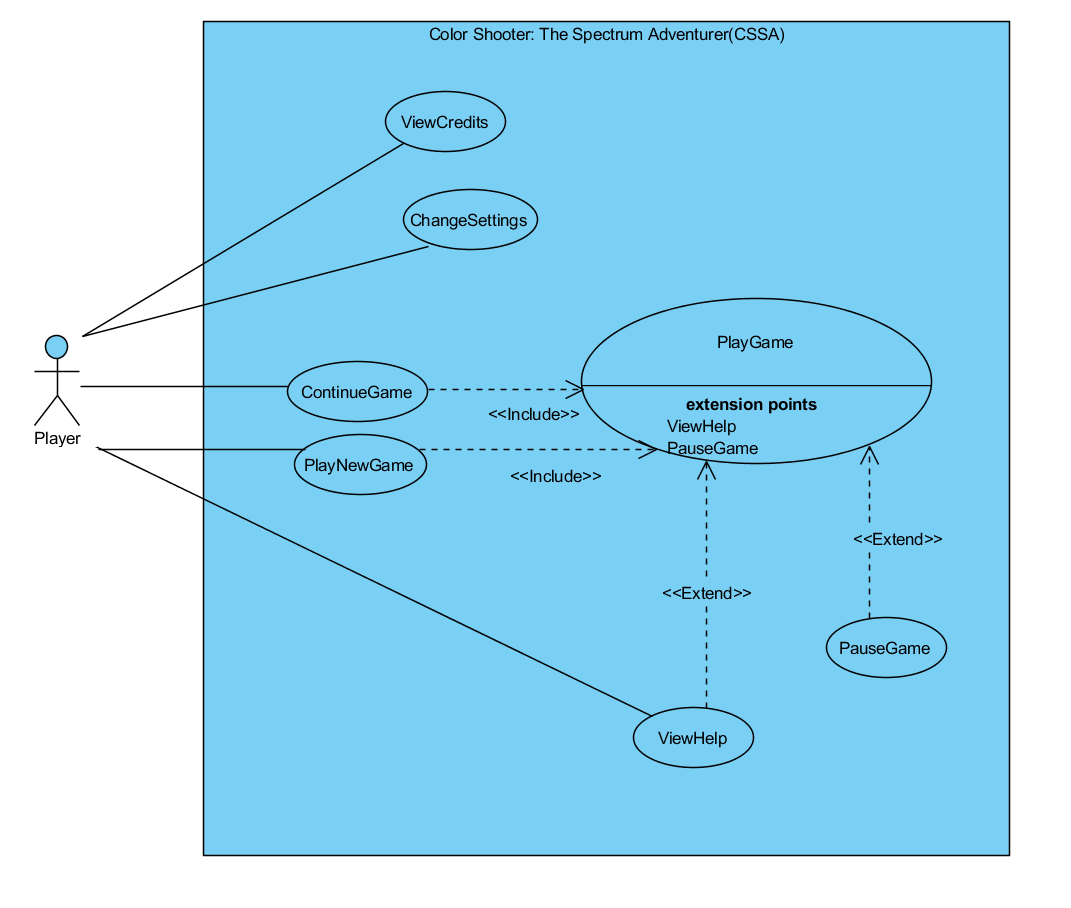 Color Shooter: The Spectrum Adventurer(CSSA)
ViewCredits
ChangeSettings
PlayGame
ContinueGame
extension points
<<Include>>
ViewHelp
Player
PauseGame
PlayNewGame
<<Include>>
<<Extend>>
<<Extend>>
PauseGame
ViewHelp